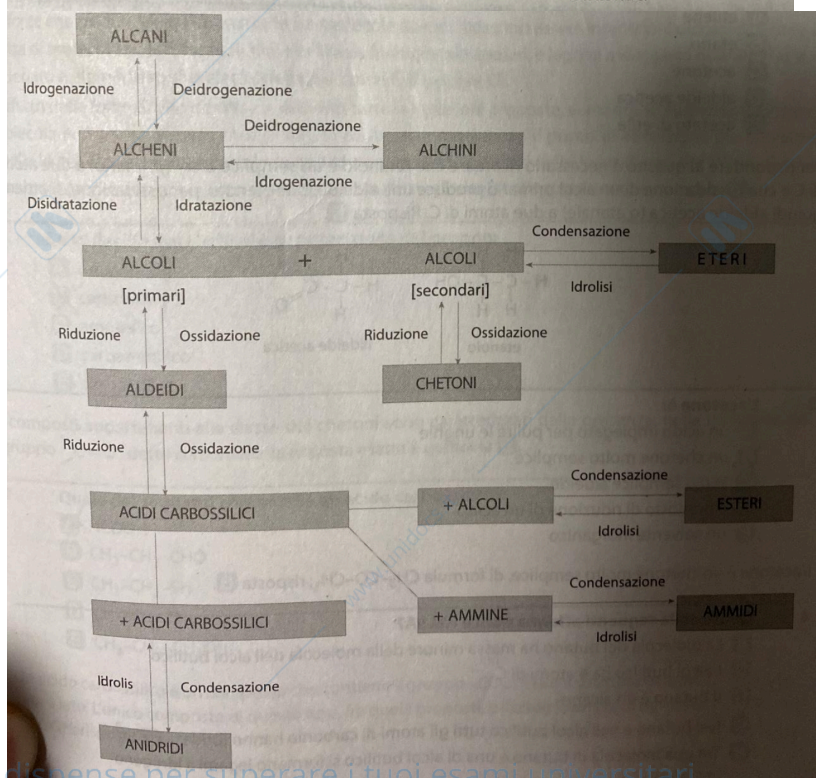 ALCANI
Idrogenazione
Deidrogenazione
Deidrogenazione
ALCHENI
ALCHINI
Idrogenazione
Disidratazione
Idratazione
Condensazione
ALCOLI + ALCOLI
ETERI
[primari]
[secondari]
Idrolisi
Riduzione
Ossidazione
Riduzione
Ossidazione
ALDEIDI
CHETONI
Riduzione
Ossidazione
Condensazione
ACIDI CARBOSSILICI
+ ALCOLI
ESTERI
Idrolisi
Condensazione
+ ACIDI CARBOSSILICI
+ AMMINE
AMMIDI
Idrolisi
Idrolis
Condensazione
ANIDRIDI
dispense per superare i tuoi esami universitari